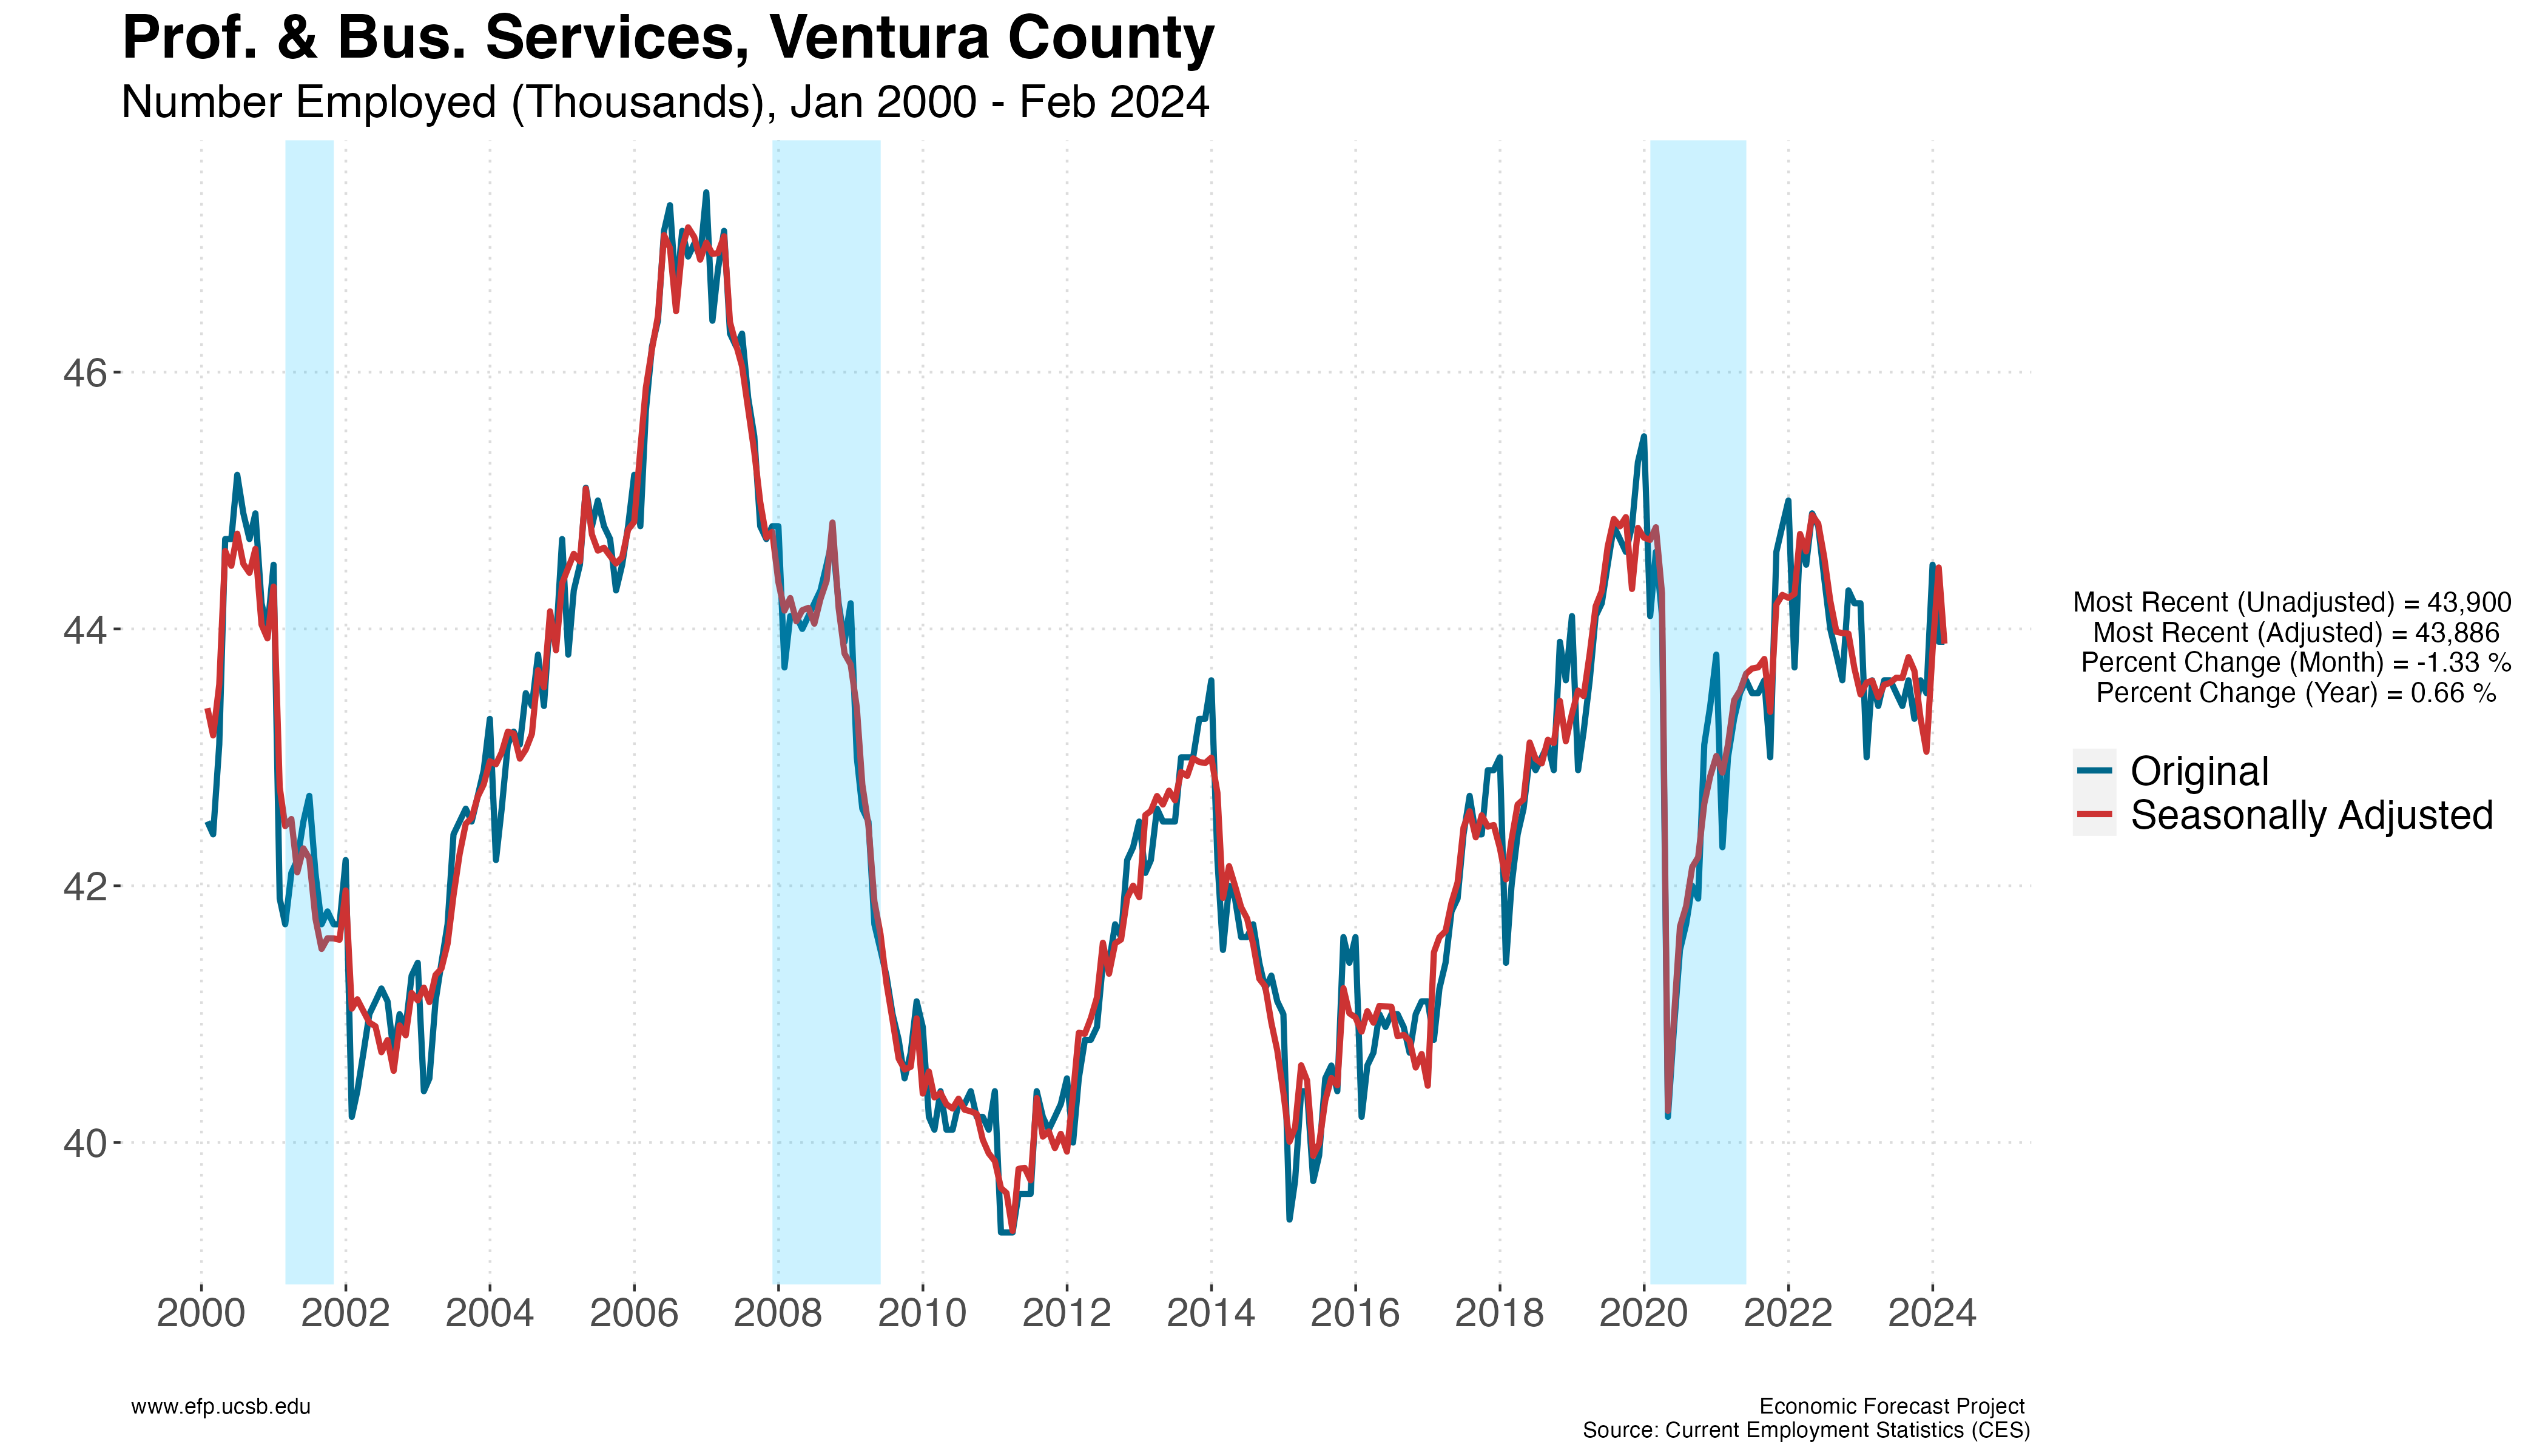 Prof. & Bus. Services, Ventura County
Number Employed (Thousands), Jan 2000 - Feb 2024
46
44
42
40
2000 2002 2004 2006 2008 2010 2012 2014 2016 2018 2020 2022 2024
Most Recent (Unadjusted) = 43,900
Most Recent (Adjusted) = 43,886
Percent Change (Month) = -1.33 %
Percent Change (Year) = 0.66 %
Original
Seasonally Adjusted
www.efp.ucsb.edu
Economic Forecast Project
Source: Current Employment Statistics (CES)